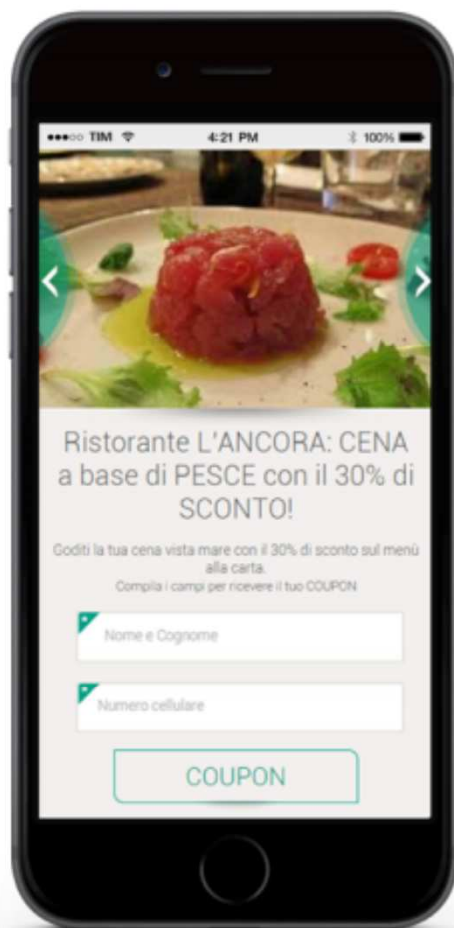 TIM 4:21 PM 100%
Ristorante L'ANCORA: CENA
a base di PESCE con il 30% di
SCONTO!
Goditi la tua cena vista mare con il 30% di sconto sul menù
alla carta.
Compila i campi per ricevere il tuo COUPON
Nome e Cognome
Numero cellulare
COUPON